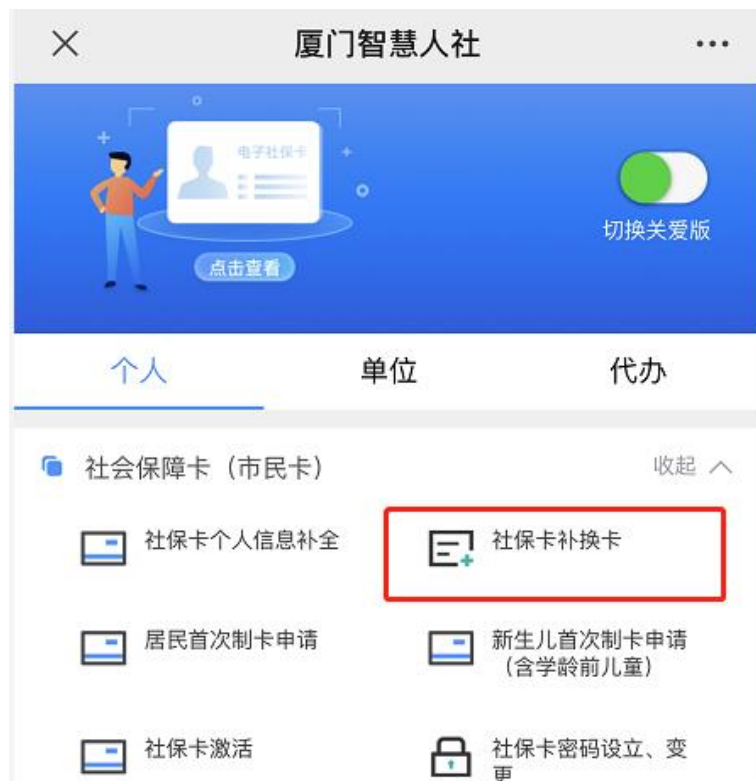 厦门智慧人社
电子社保卡
切换关爱版
点击查看
个人 单位 代办
社会保障卡（市民卡） 收起
社保卡个人信息补全 社保卡补换卡
居民首次制卡申请 新生儿首次制卡申请
（含学龄前儿童）
社保卡激活 社保卡密码设立、变
更